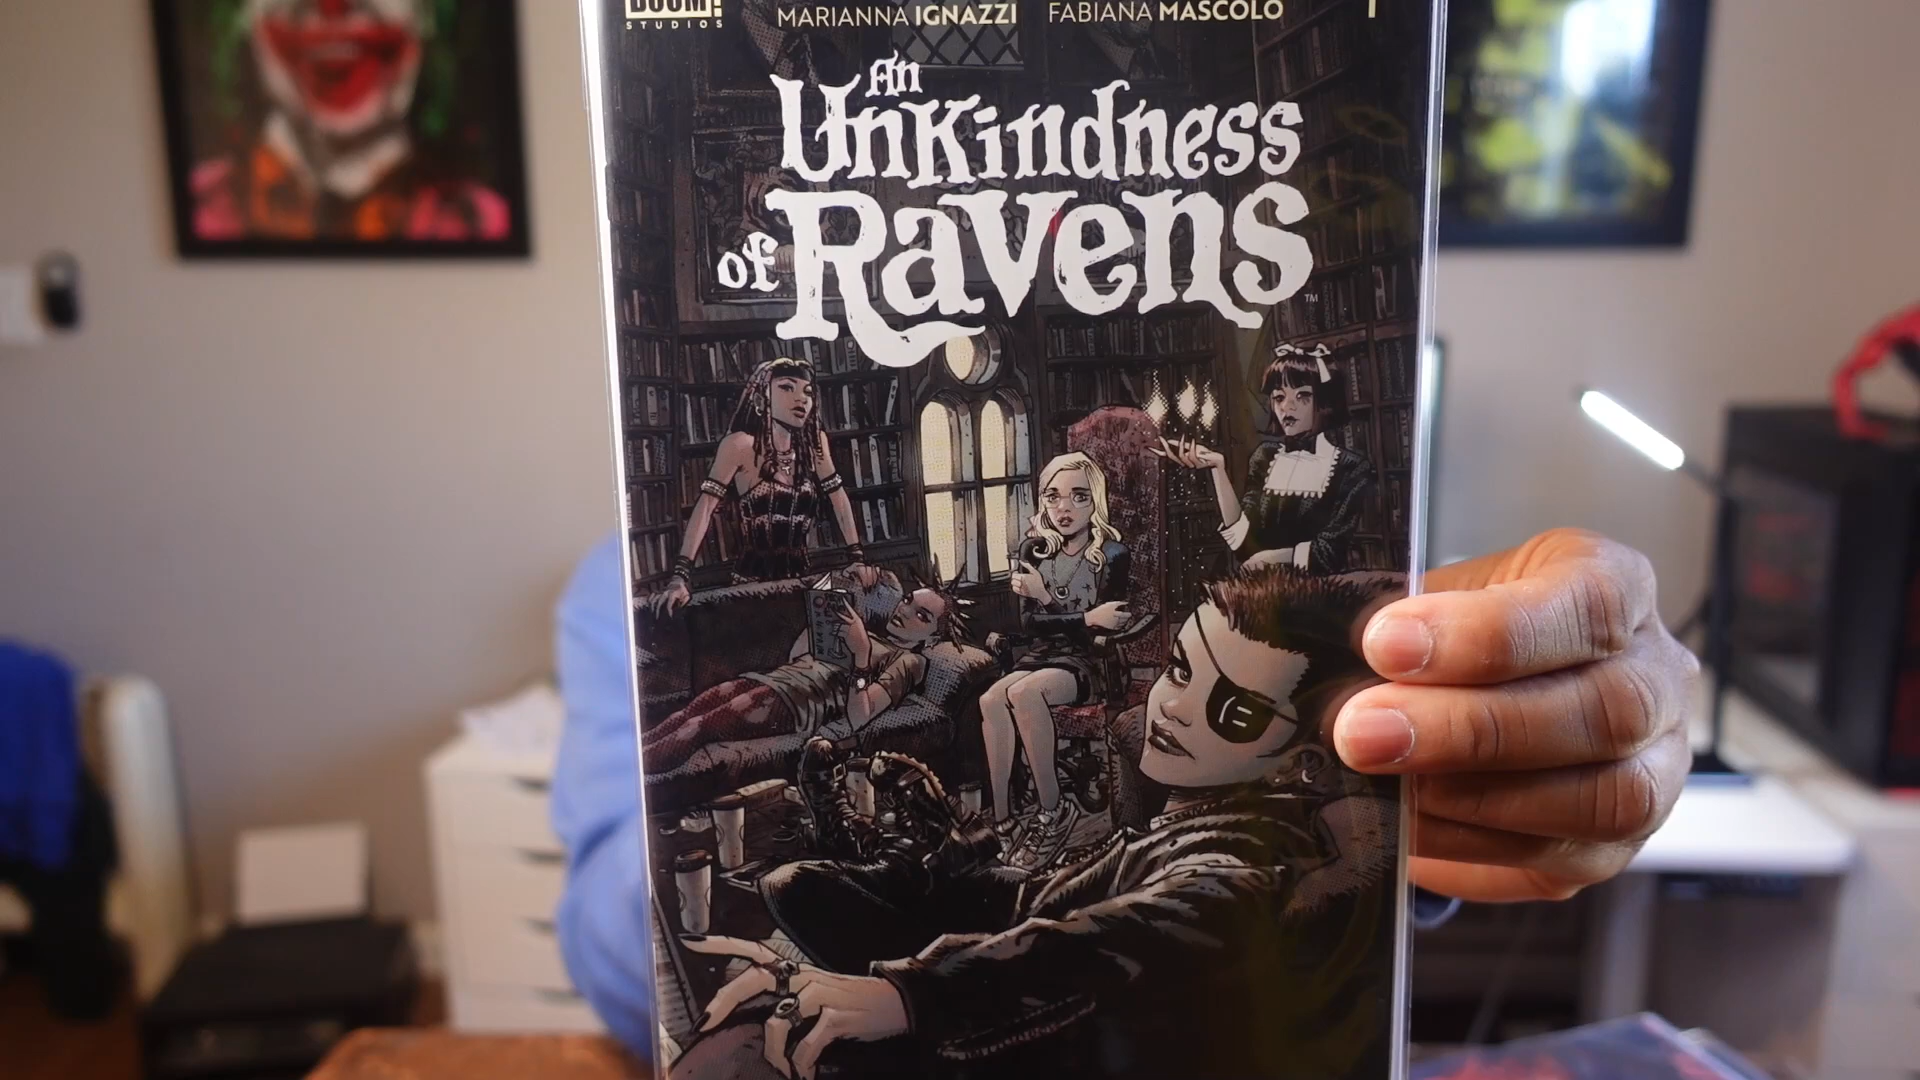 BOOM!
STUDIOS
MARIANNA IGNAZZI FABIANA MASCOLO 1
An
Unkindness
of Ravens
TM